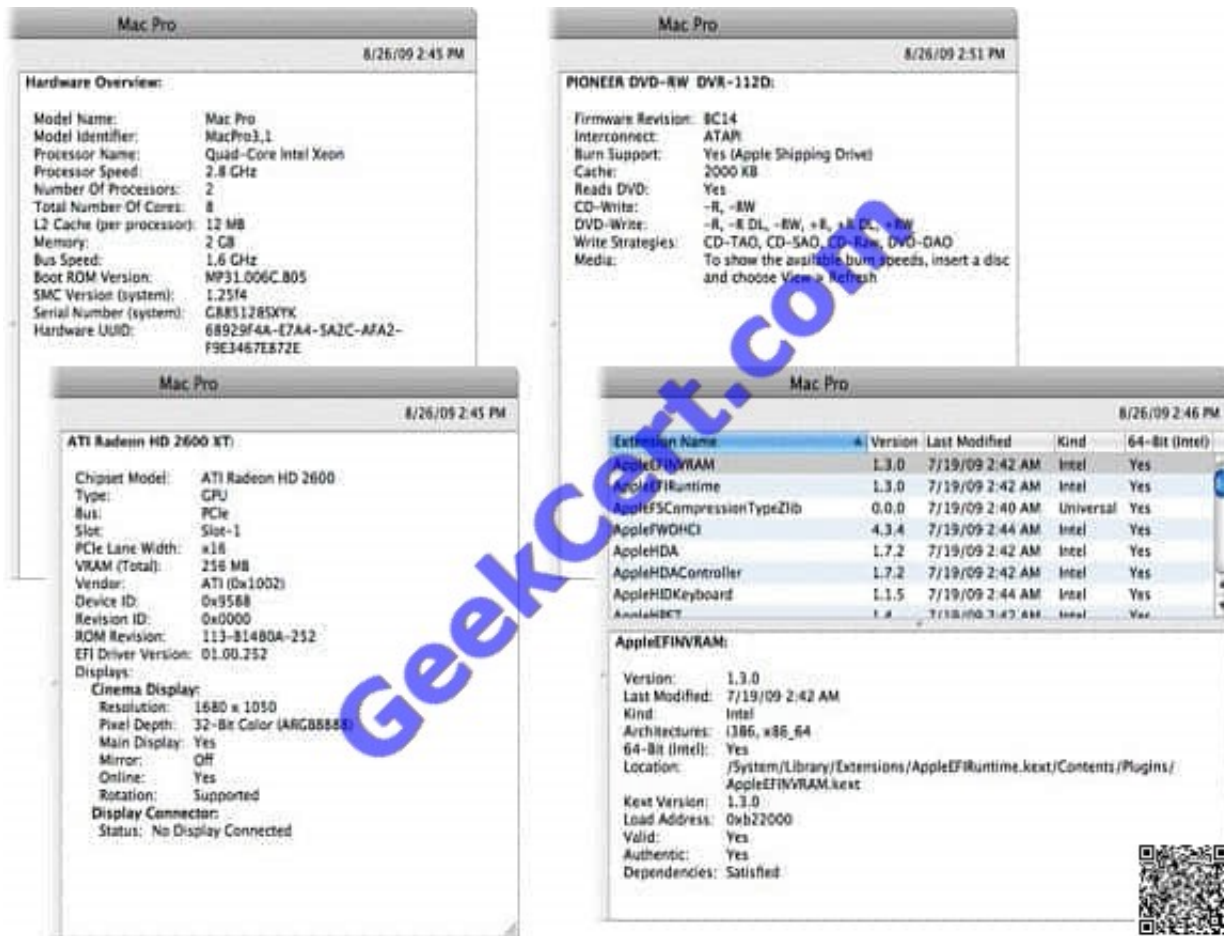 Mac Pro
8/26/09 2:45 PM
Hardware Overview:
Model Name: Mac Pro
Model Identifier: MacPro3,1
Processor Name: Quad-Core Intel Xeon
Processor Speed: 2.8 GHz
Number Of Processors: 2
Total Number Of Cores: 8
L2 Cache (per processor): 12 MB
Memory: 2 GB
Bus Speed: 1.6 GHz
Boot ROM Version: MP31.006C.B05
SMC Version (system): 1.25f4
Serial Number (system):
Hardware UUID: 68929F4A-E7A4-5A2C-AFA2-
F9E3467E872E
Mac Pro
8/26/09 2:51 PM
PIONEER DVD-RW DVR-112D:
Firmware Revision: BC14
Interconnect: ATAPI
Burn Support: Yes (Apple Shipping Drive)
Cache: 2000 KB
Reads DVD: Yes
CD-Write: -R, -RW
DVD-Write: -R, -R DL, -RW, +R, +R DL, +RW
Write Strategies: CD-TAO, CD-SAO, CD-Raw, DVD-DAO
Media: To show the available burn speeds, insert a disc
and choose View > Refresh
Mac Pro
8/26/09 2:45 PM
ATI Radeon HD 2600 XT:
Chipset Model: ATI Radeon HD 2600
Type: GPU
Bus: PCIe
Slot: Slot-1
PCIe Lane Width: x16
VRAM (Total): 256 MB
Vendor: ATI (0x1002)
Device ID: 0x9588
Revision ID: 0x0000
ROM Revision: 113-B1480A-252
EFI Driver Version: 01.00.252
Displays:
Cinema Display:
Resolution: 1680 x 1050
Pixel Depth: 32-Bit Color (ARGB8888)
Main Display: Yes
Mirror: Off
Online: Yes
Rotation: Supported
Display Connector:
Status: No Display Connected
Mac Pro
8/26/09 2:46 PM
Extension Name Version Last Modified Kind 64-Bit (Intel)
AppleEFINVRAM 1.3.0 7/19/09 2:42 AM Intel Yes
AppleEFIRuntime 1.3.0 7/19/09 2:42 AM Intel Yes
AppleFSCompressionTypeZlib 0.0.0 7/19/09 2:40 AM Universal Yes
AppleFWOHCI 4.3.4 7/19/09 2:44 AM Intel Yes
AppleHDA 1.7.2 7/19/09 2:42 AM Intel Yes
AppleHDAController 1.7.2 7/19/09 2:42 AM Intel Yes
AppleHIDKeyboard 1.1.5 7/19/09 2:44 AM Intel Yes
AppleHPET 1.4 7/19/09 2:42 AM Intel Yes
AppleEFINVRAM:
Version: 1.3.0
Last Modified: 7/19/09 2:42 AM
Kind: Intel
Architectures: i386, x86_64
64-Bit (Intel): Yes
Location: /System/Library/Extensions/AppleEFIRuntime.kext/Contents/PlugIns/
AppleEFINVRAM.kext
Kext Version: 1.3.0
Load Address: 0xb22000
Valid: Yes
Authentic: Yes
Dependencies: Satisfied
GeekCert.com